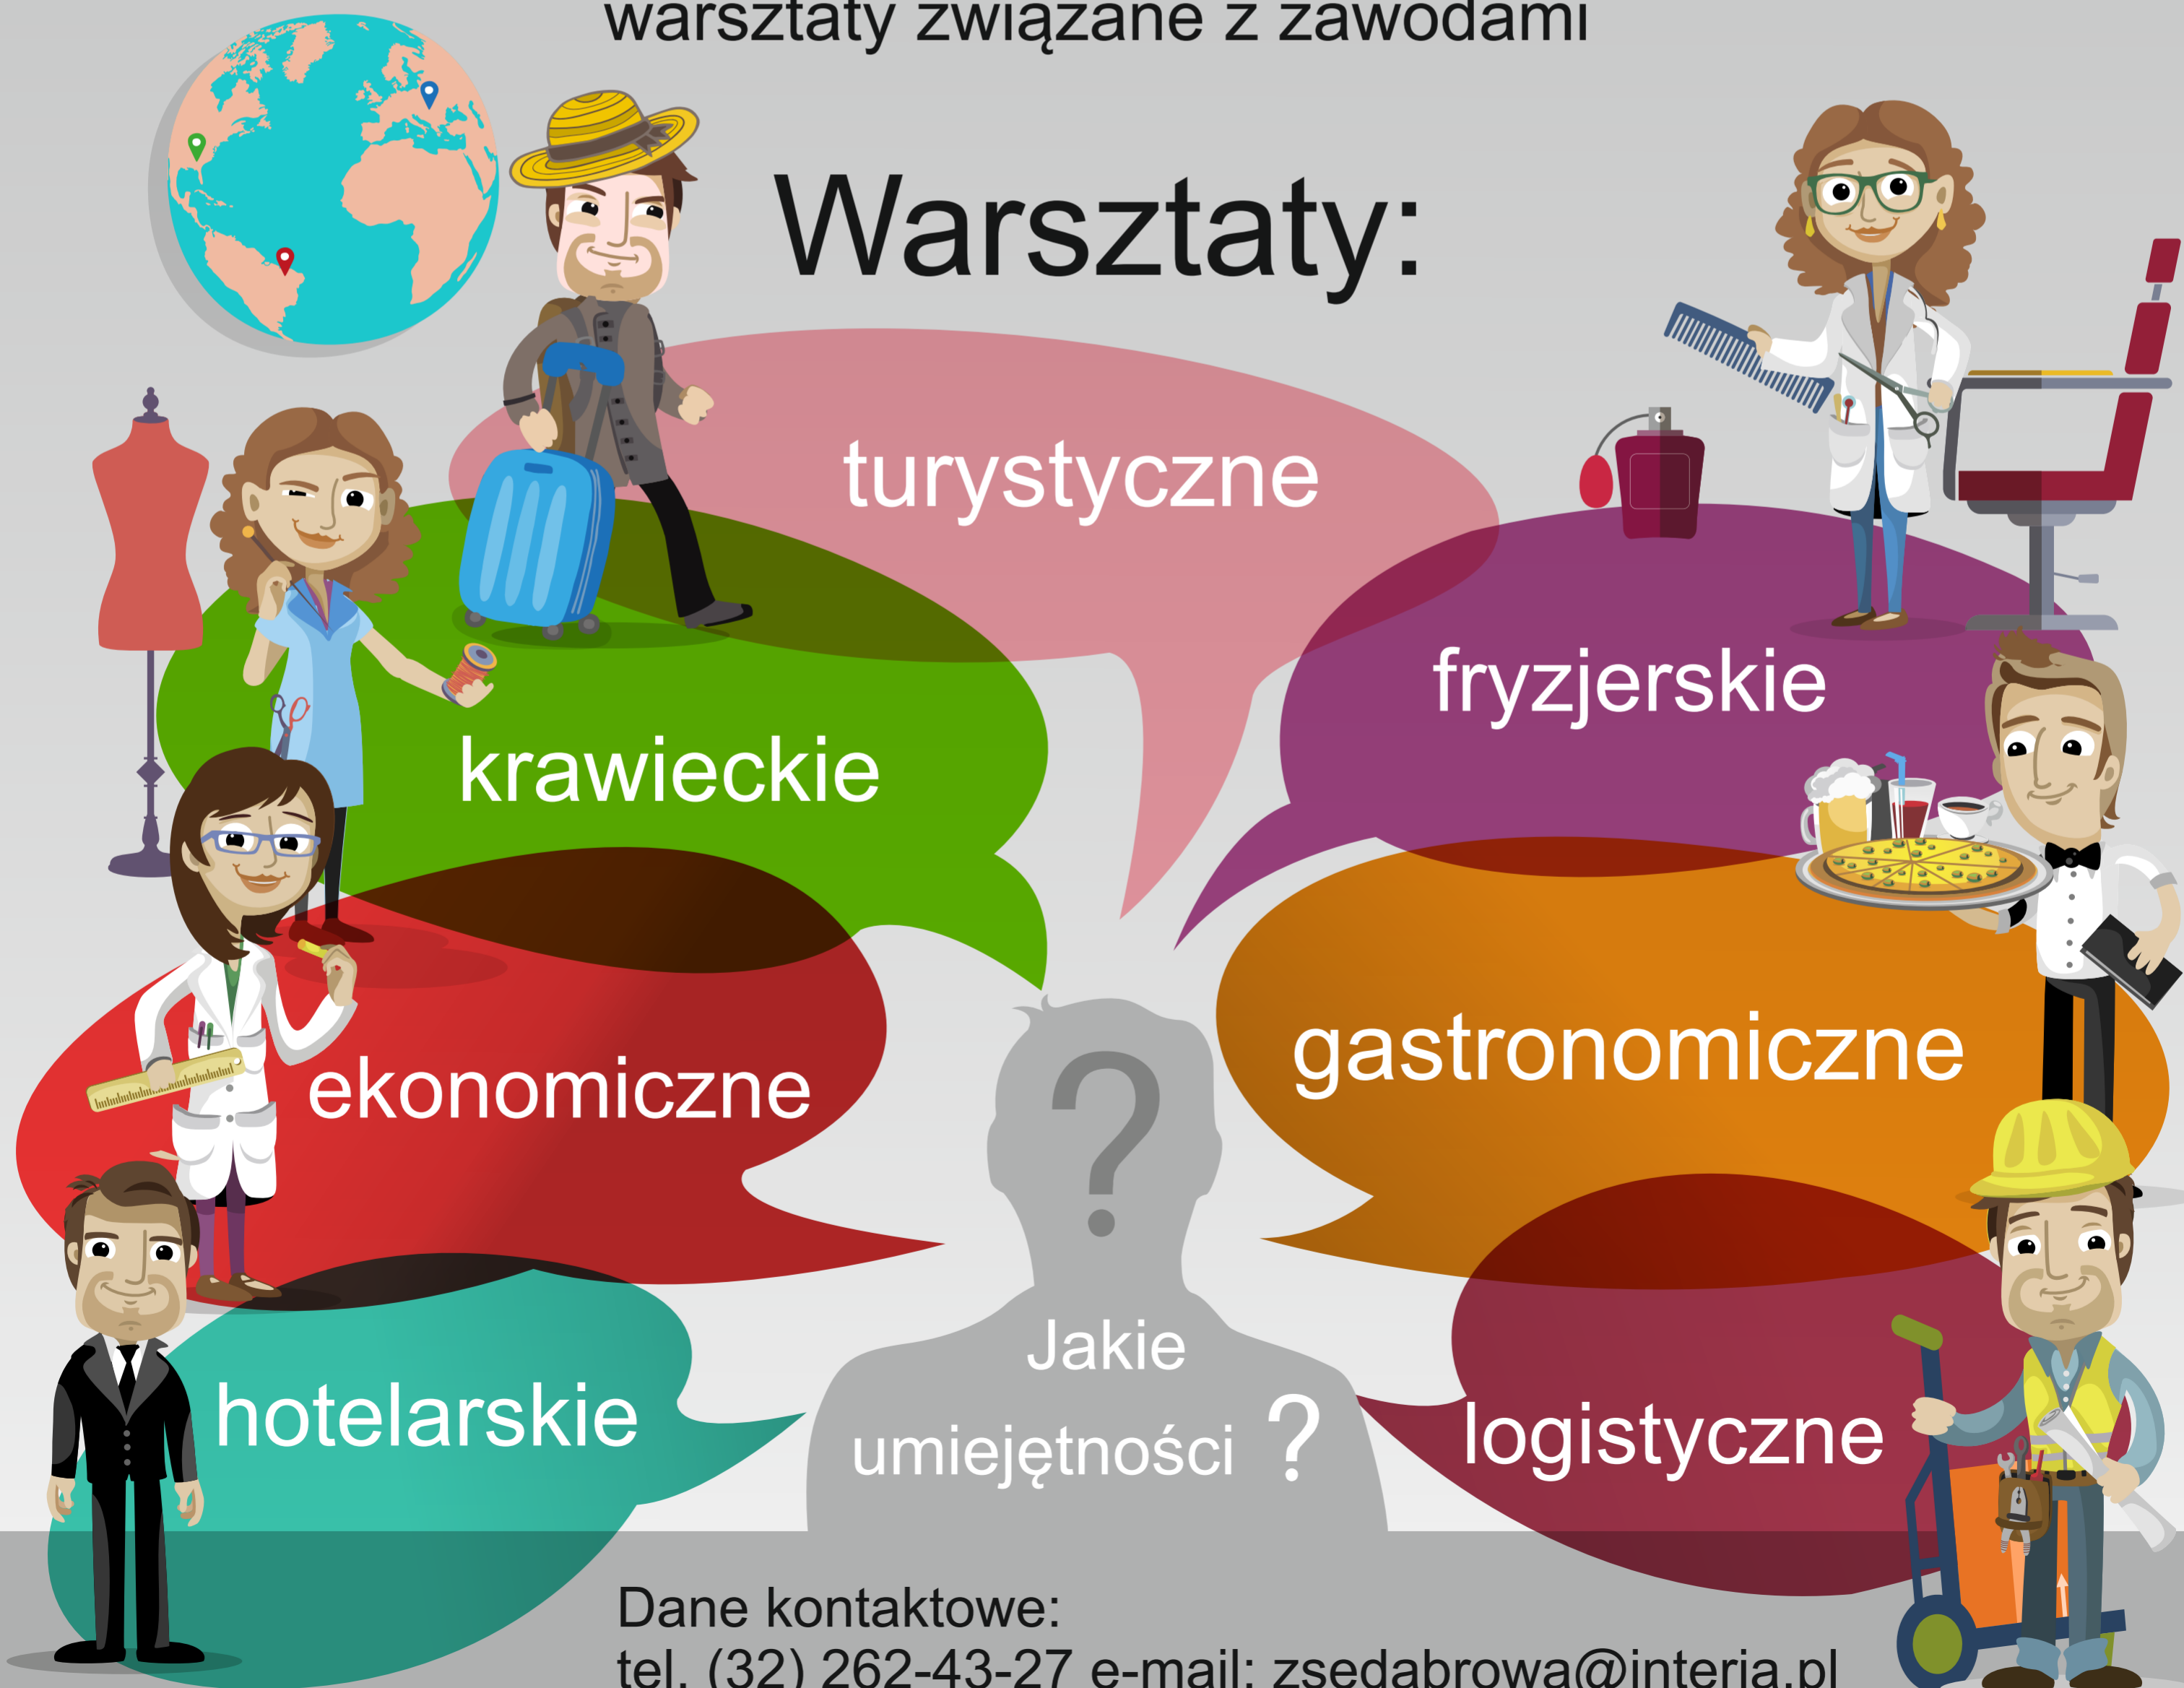 warsztaty związane z zawodami
Warsztaty:
turystyczne
fryzjerskie
krawieckie
gastronomiczne
ekonomiczne
?
Jakie
umiejętności ?
hotelarskie
logistyczne
Dane kontaktowe:
tel. (32) 262-43-27 e-mail: zsedabrowa@interia.pl